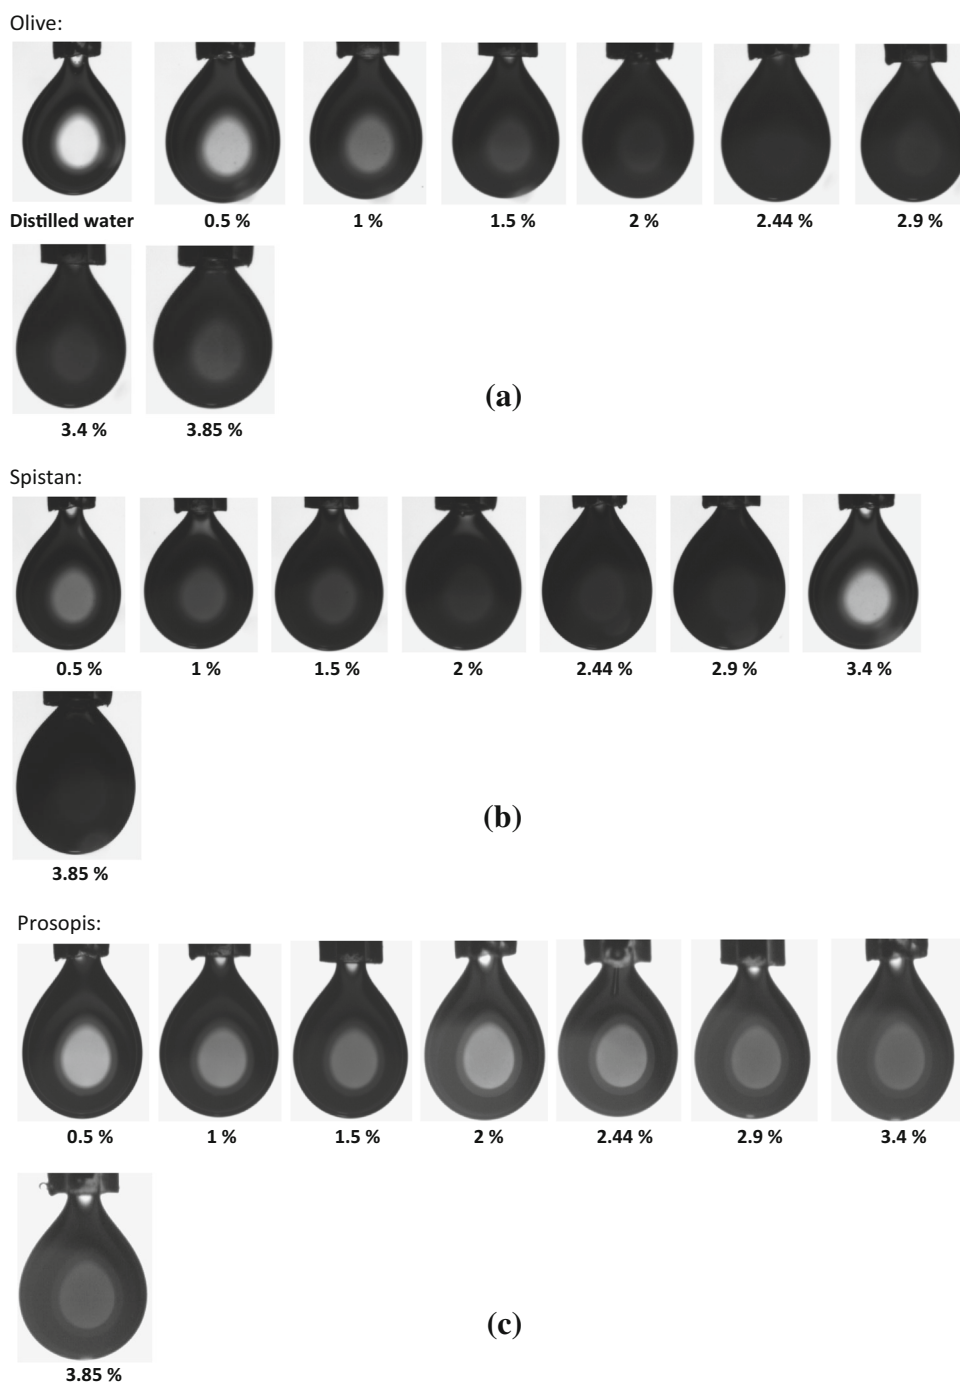 Olive:
Distilled water 0.5 % 1 % 1.5 % 2 % 2.44 % 2.9 %
3.4 % 3.85 %
(a)
Spistan:
0.5 % 1 % 1.5 % 2 % 2.44 % 2.9 % 3.4 %
(b)
3.85 %
Prosopis:
0.5 % 1 % 1.5 % 2 % 2.44 % 2.9 % 3.4 %
(c)
3.85 %